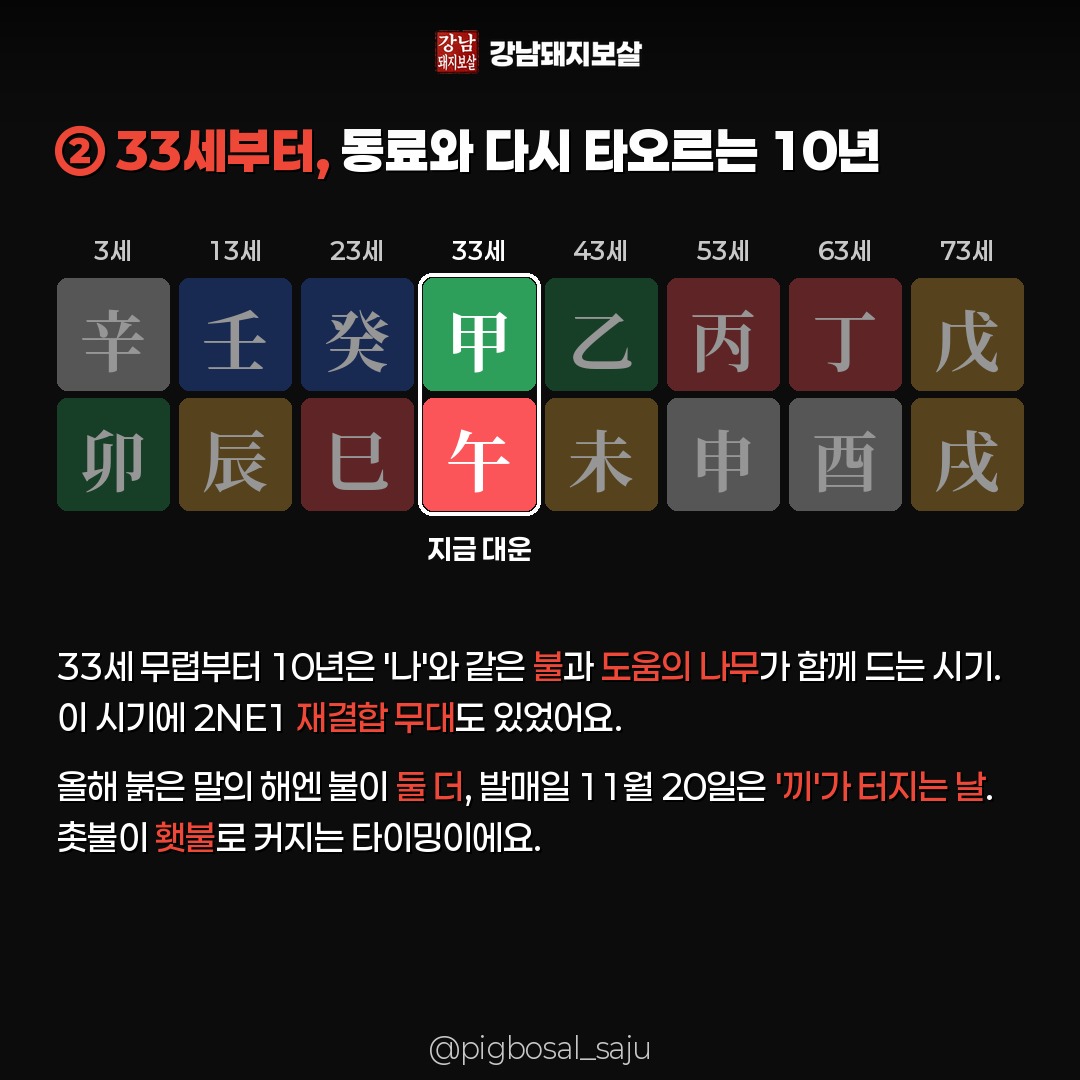 강남
돼지보살
강남돼지보살
② 33세부터, 동료와 다시 타오르는 10년
3세 13세 23세 33세 43세 53세 63세 73세
辛 壬 癸 甲 乙 丙 丁 戊
卯 辰 巳 午 未 申 酉 戌
지금 대운
33세 무렵부터 10년은 '나'와 같은 불과 도움의 나무가 함께 드는 시기.
이 시기에 2NE1 재결합 무대도 있었어요.
올해 붉은 말의 해엔 불이 둘 더, 발매일 11월 20일은 '끼'가 터지는 날.
촛불이 횃불로 커지는 타이밍이에요.
@pigbosal_saju